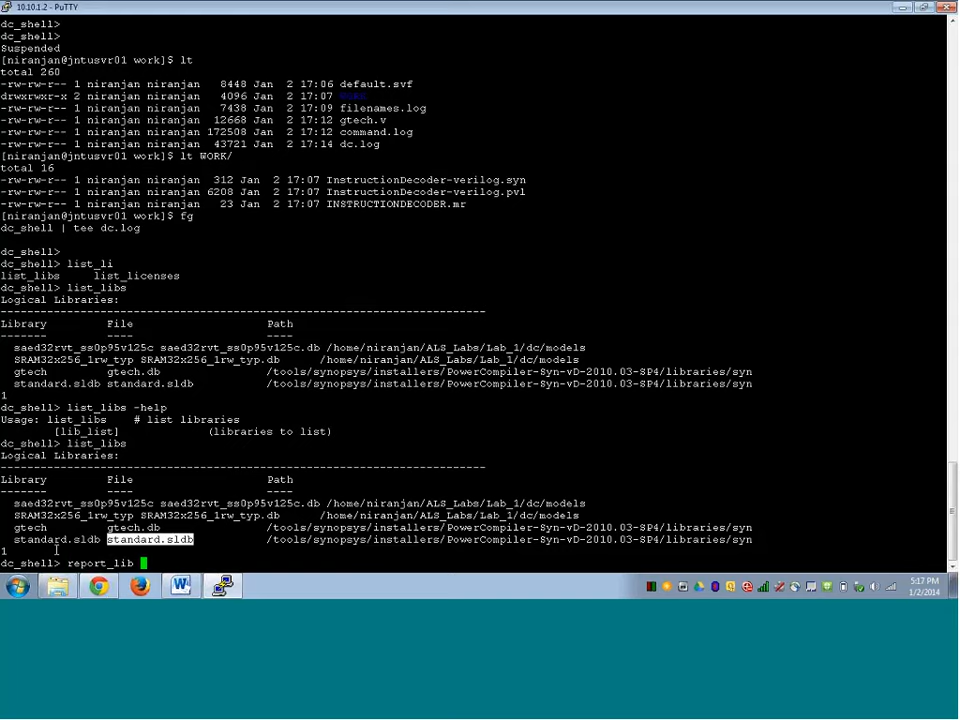 10.10.1.2 - PuTTY
dc_shell>
dc_shell>
Suspended
[niranjan@jntusvr01 work]$ lt
total 260
-rw-rw-r-- 1 niranjan niranjan   8448 Jan  2 17:06 default.svf
drwxrwxr-x 2 niranjan niranjan   4096 Jan  2 17:07
-rw-rw-r-- 1 niranjan niranjan   7438 Jan  2 17:09 filenames.log
-rw-rw-r-- 1 niranjan niranjan  12668 Jan  2 17:12 gtech.v
-rw-rw-r-- 1 niranjan niranjan 172508 Jan  2 17:12 command.log
-rw-rw-r-- 1 niranjan niranjan  43721 Jan  2 17:14 dc.log
[niranjan@jntusvr01 work]$ lt WORK/
total 16
-rw-rw-r-- 1 niranjan niranjan  312 Jan  2 17:07 InstructionDecoder-verilog.syn
-rw-rw-r-- 1 niranjan niranjan 6208 Jan  2 17:07 InstructionDecoder-verilog.pvl
-rw-rw-r-- 1 niranjan niranjan   23 Jan  2 17:07 INSTRUCTIONDECODER.mr
[niranjan@jntusvr01 work]$ fg
dc_shell | tee dc.log
dc_shell>
dc_shell> list_li
list_libs     list_licenses
dc_shell> list_libs
Logical Libraries:
-------------------------------------------------------------------------
Library          File                    Path
-------          ----                    ----
  saed32rvt_ss0p95v125c saed32rvt_ss0p95v125c.db /home/niranjan/ALS_Labs/Lab_1/dc/models
  SRAM32x256_1rw_typ SRAM32x256_1rw_typ.db      /home/niranjan/ALS_Labs/Lab_1/dc/models
  gtech          gtech.db                /tools/synopsys/installers/PowerCompiler-Syn-vD-2010.03-SP4/libraries/syn
  standard.sldb standard.sldb           /tools/synopsys/installers/PowerCompiler-Syn-vD-2010.03-SP4/libraries/syn
1
dc_shell> list_libs -help
Usage: list_libs   # list libraries
        [lib_list]             (libraries to list)
dc_shell> list_libs
Logical Libraries:
-------------------------------------------------------------------------
Library          File                    Path
-------          ----                    ----
  saed32rvt_ss0p95v125c saed32rvt_ss0p95v125c.db /home/niranjan/ALS_Labs/Lab_1/dc/models
  SRAM32x256_1rw_typ SRAM32x256_1rw_typ.db      /home/niranjan/ALS_Labs/Lab_1/dc/models
  gtech          gtech.db                /tools/synopsys/installers/PowerCompiler-Syn-vD-2010.03-SP4/libraries/syn
  standard.sldb standard.sldb           /tools/synopsys/installers/PowerCompiler-Syn-vD-2010.03-SP4/libraries/syn
1
dc_shell> report_lib
5:17 PM
1/2/2014